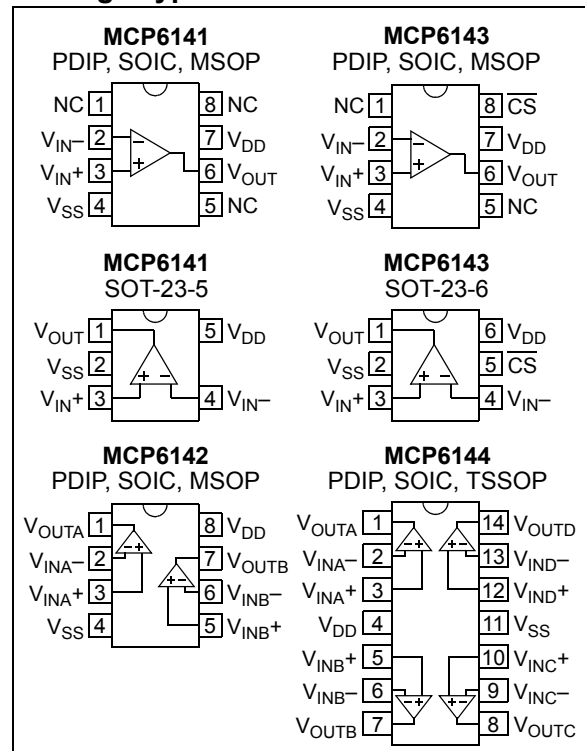 MCP6141
PDIP, SOIC, MSOP
NC 1
8 NC
VIN– 2
7 VDD
VIN+ 3
6 VOUT
VSS 4
5 NC
– +
MCP6143
PDIP, SOIC, MSOP
NC 1
8 CS
VIN– 2
7 VDD
VIN+ 3
6 VOUT
VSS 4
5 NC
– +
MCP6141
SOT-23-5
VOUT 1
5 VDD
VSS 2
VIN+ 3
4 VIN–
+ –
MCP6143
SOT-23-6
VOUT 1
6 VDD
VSS 2
5 CS
VIN+ 3
4 VIN–
+ –
MCP6142
PDIP, SOIC, MSOP
VOUTA 1
8 VDD
VINA– 2
7 VOUTB
VINA+ 3
6 VINB–
VSS 4
5 VINB+
–+
+–
MCP6144
PDIP, SOIC, TSSOP
VOUTA 1
14 VOUTD
VINA– 2
13 VIND–
VINA+ 3
12 VIND+
VDD 4
11 VSS
VINB+ 5
10 VINC+
VINB– 6
9 VINC–
VOUTB 7
8 VOUTC
–+
+–
–+
+–